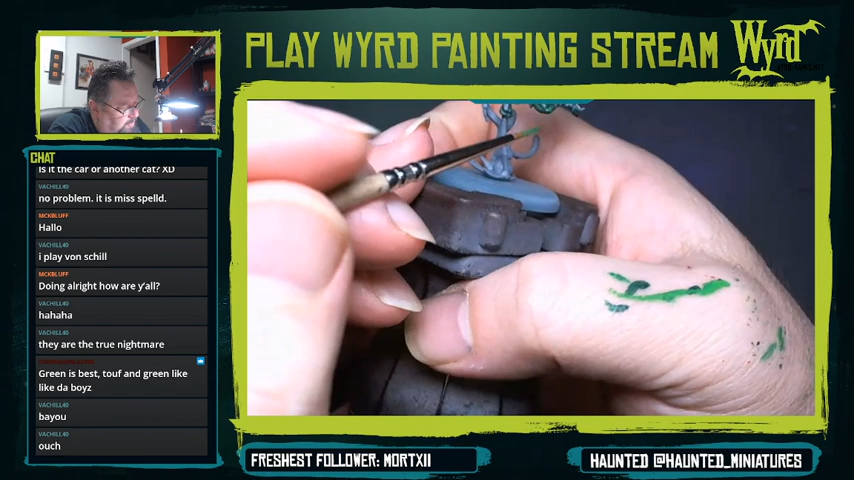 PLAY WYRD PAINTING STREAM
Wyrd
CHAT
Is it the car or another cat? XD
VACHILL40
no problem. it is miss spelld.
MCKBLUFF
Hallo
VACHILL40
i play von schill
MCKBLUFF
Doing alright how are y'all?
VACHILL40
hahaha
VACHILL40
they are the true nightmare
Green is best, touf and green like
like da boyz
VACHILL40
bayou
VACHILL40
ouch
FRESHEST FOLLOWER: MORTXII
HAUNTED @HAUNTED_MINIATURES